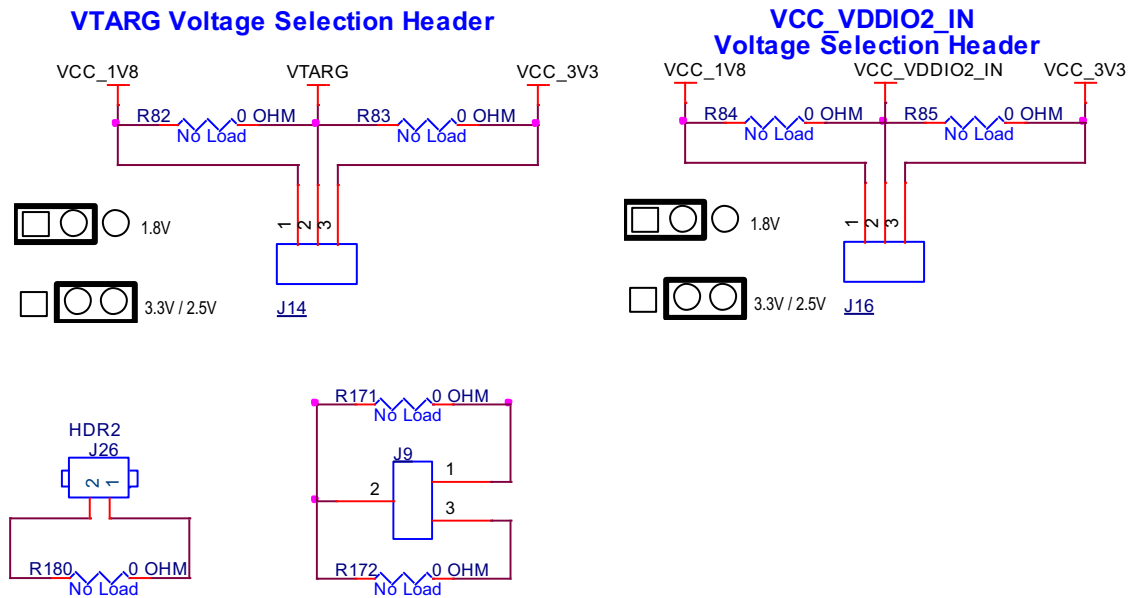 VTARG Voltage Selection Header
VCC_1V8
VTARG
VCC_3V3
R82
0 OHM
No Load
R83
0 OHM
No Load
1
2
3
J14
1.8V
3.3V / 2.5V
VCC_VDDIO2_IN
Voltage Selection Header
VCC_1V8
VCC_VDDIO2_IN
VCC_3V3
R84
0 OHM
No Load
R85
0 OHM
No Load
1
2
3
J16
1.8V
3.3V / 2.5V
HDR2
J26
2
1
R180
0 OHM
No Load
R171
0 OHM
No Load
J9
1
2
3
R172
0 OHM
No Load